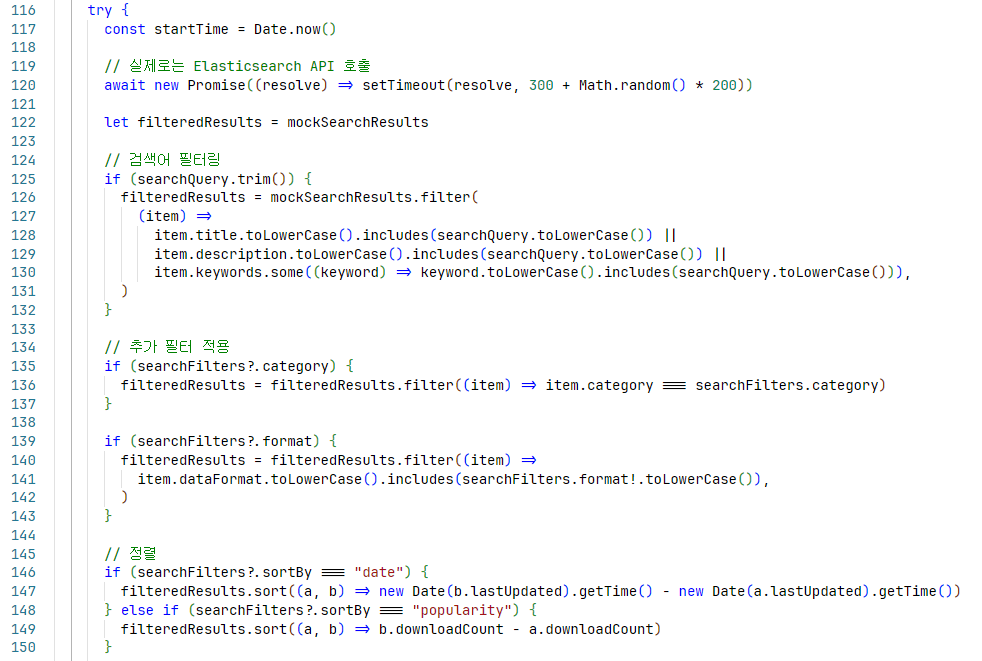 116 try {
117 const startTime = Date.now()
118
119 // 실제로는 Elasticsearch API 호출
120 await new Promise((resolve) => setTimeout(resolve, 300 + Math.random() * 200))
121
122 let filteredResults = mockSearchResults
123
124 // 검색어 필터링
125 if (searchQuery.trim()) {
126 filteredResults = mockSearchResults.filter(
127 (item) =>
128 item.title.toLowerCase().includes(searchQuery.toLowerCase()) ||
129 item.description.toLowerCase().includes(searchQuery.toLowerCase()) ||
130 item.keywords.some((keyword) => keyword.toLowerCase().includes(searchQuery.toLowerCase())),
131 )
132 }
133
134 // 추가 필터 적용
135 if (searchFilters?.category) {
136 filteredResults = filteredResults.filter((item) => item.category === searchFilters.category)
137 }
138
139 if (searchFilters?.format) {
140 filteredResults = filteredResults.filter((item) =>
141 item.dataFormat.toLowerCase().includes(searchFilters.format!.toLowerCase()),
142 )
143 }
144
145 // 정렬
146 if (searchFilters?.sortBy === "date") {
147 filteredResults.sort((a, b) => new Date(b.lastUpdated).getTime() - new Date(a.lastUpdated).getTime())
148 } else if (searchFilters?.sortBy === "popularity") {
149 filteredResults.sort((a, b) => b.downloadCount - a.downloadCount)
150 }